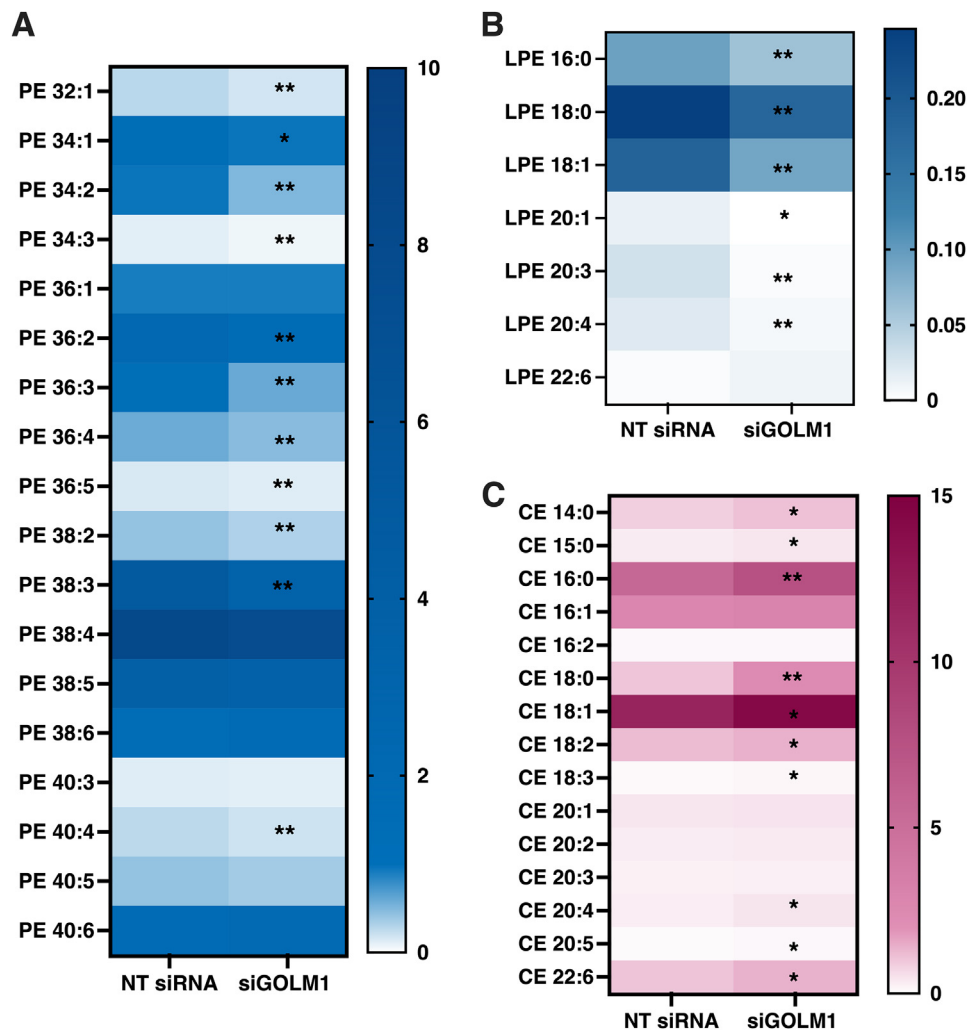 A
PE 32:1 **
PE 34:1 *
PE 34:2 **
PE 34:3 **
PE 36:1
PE 36:2 **
PE 36:3 **
PE 36:4 **
PE 36:5 **
PE 38:2 **
PE 38:3 **
PE 38:4
PE 38:5
PE 38:6
PE 40:3
PE 40:4 **
PE 40:5
PE 40:6
NT siRNA siGOLM1
10
8
6
4
2
0
B
LPE 16:0 **
LPE 18:0 **
LPE 18:1 **
LPE 20:1 *
LPE 20:3 **
LPE 20:4 **
LPE 22:6
NT siRNA siGOLM1
0.20
0.15
0.10
0.05
0
C
CE 14:0 *
CE 15:0 *
CE 16:0 **
CE 16:1
CE 16:2
CE 18:0 **
CE 18:1 *
CE 18:2 *
CE 18:3 *
CE 20:1
CE 20:2
CE 20:3
CE 20:4 *
CE 20:5 *
CE 22:6 *
NT siRNA siGOLM1
15
10
5
0